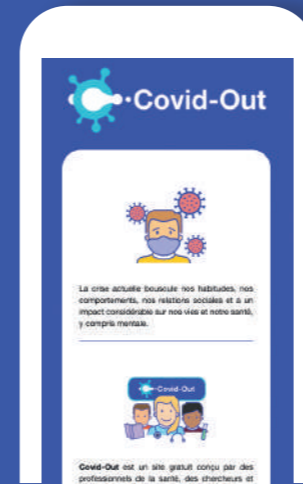 Covid-Out
La crise actuelle bouscule nos habitudes, nos
comportements, nos relations sociales et a un
impact considérable sur nos vies et notre santé,
y compris mentale.
Covid-Out
Covid-Out est un site gratuit conçu par des
professionnels de la santé, des chercheurs et